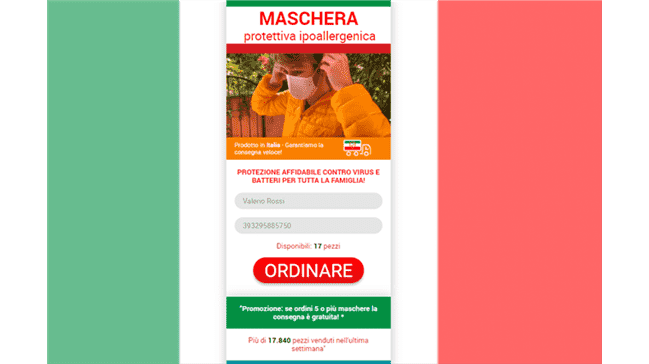 MASCHERA
protettiva ipoallergenica
Prodotto in Italia - Garantiamo la
consegna veloce!
PROTEZIONE AFFIDABILE CONTRO VIRUS E
BATTERI PER TUTTA LA FAMIGLIA!
Valerio Rossi
393295885750
Disponibili: 17 pezzi
ORDINARE
"Promozione: se ordini 5 o più maschere la
consegna è gratuita! *
Più di 17.840 pezzi venduti nell'ultima
settimana"